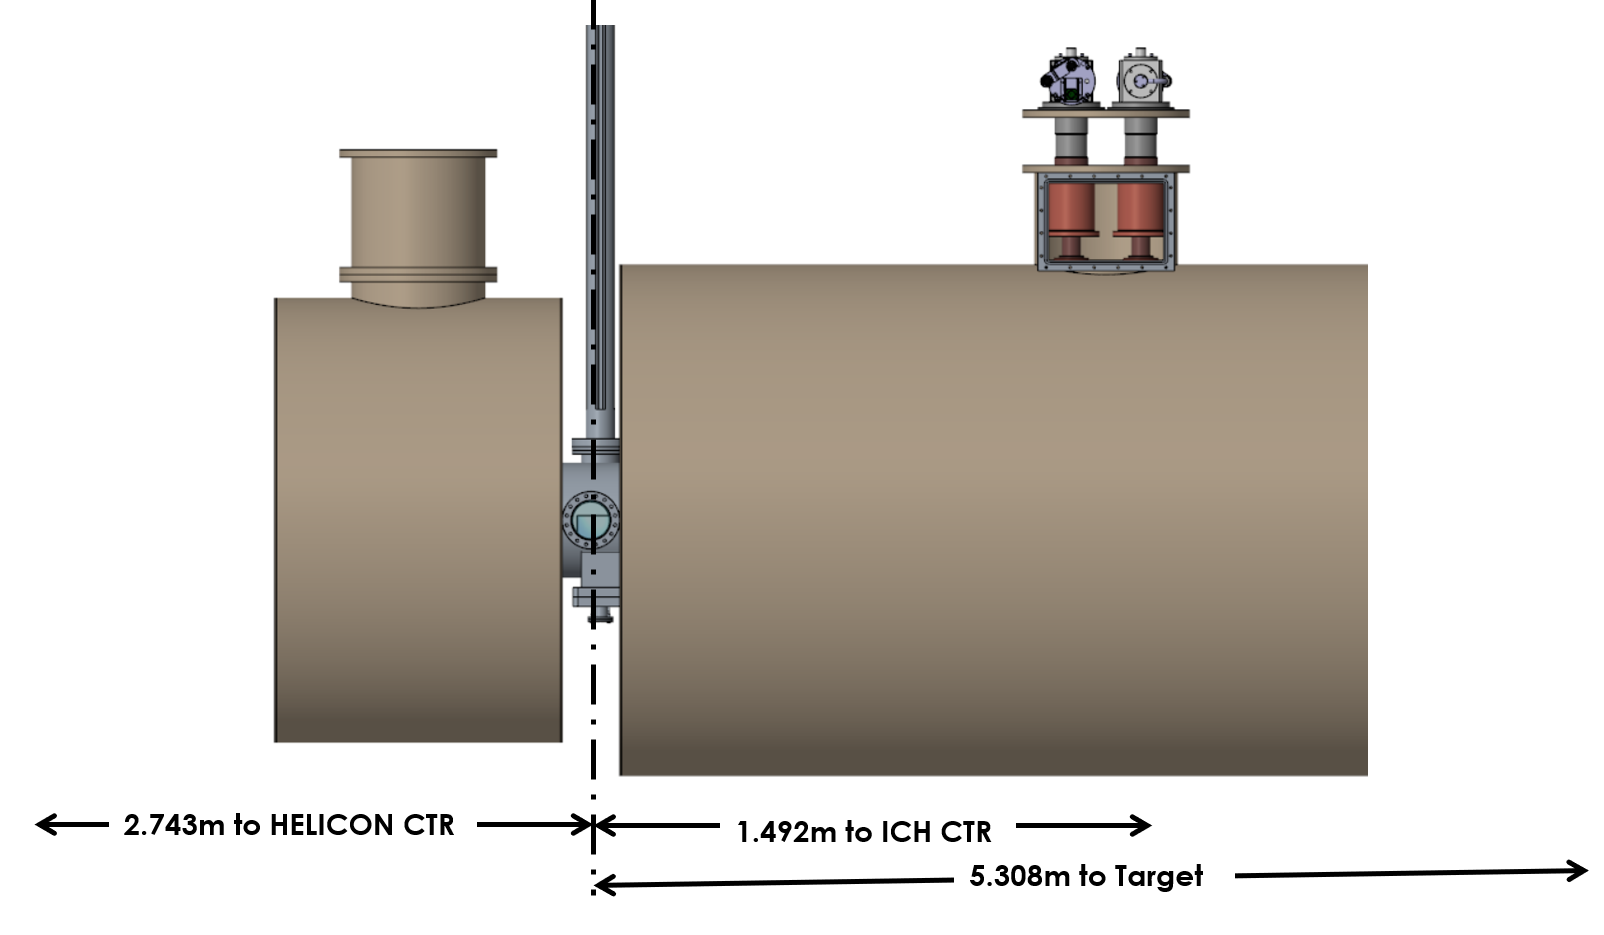 2.743m to HELICON CTR
1.492m to ICH CTR
5.308m to Target